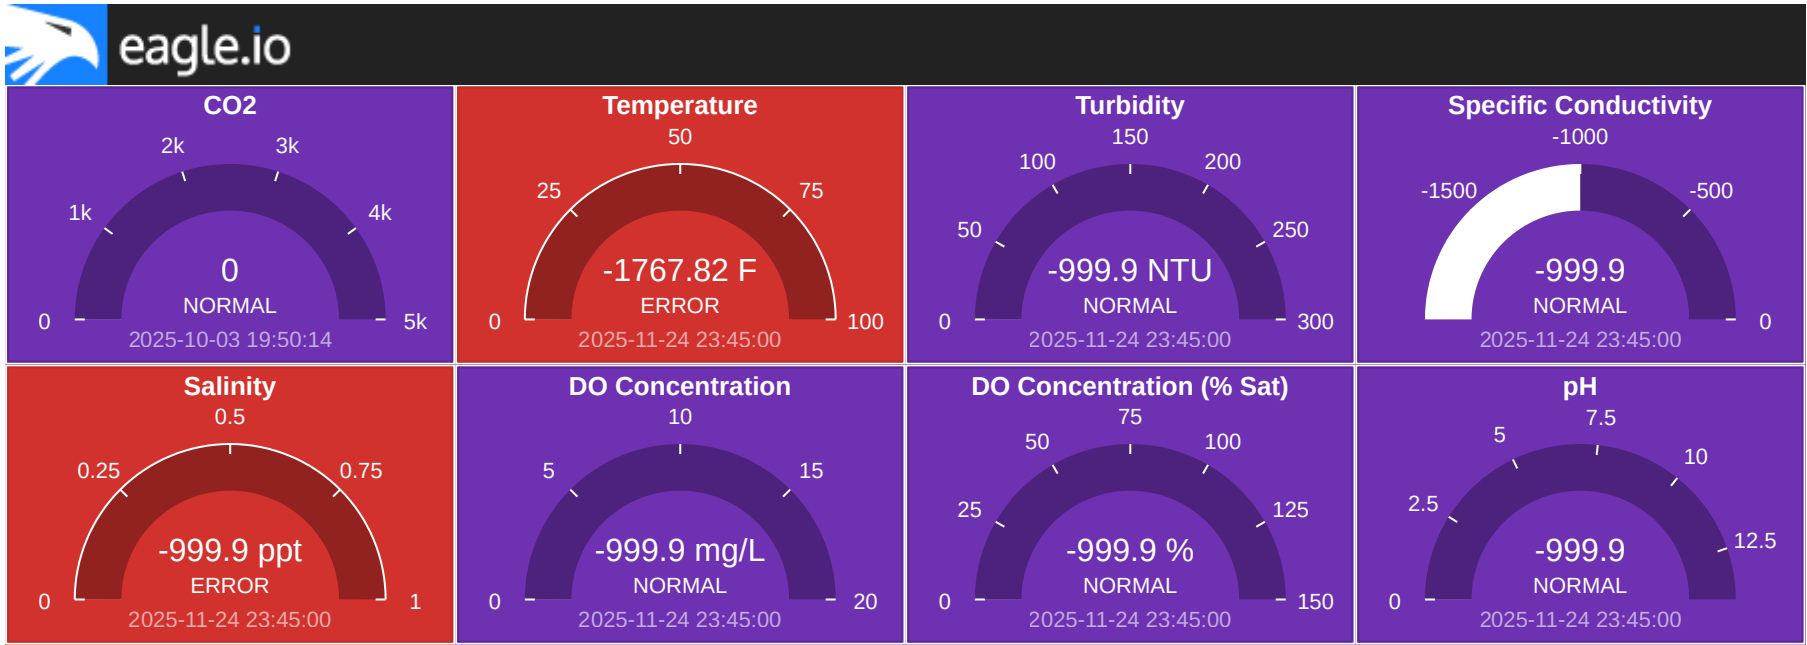 eagle.io
CO2
0
1k
2k
3k
4k
5k
0
NORMAL
2025-10-03 19:50:14
Temperature
0
25
50
75
100
-1767.82 F
ERROR
2025-11-24 23:45:00
Turbidity
0
50
100
150
200
250
300
-999.9 NTU
NORMAL
2025-11-24 23:45:00
Specific Conductivity
-1500
-1000
-500
0
-999.9
NORMAL
2025-11-24 23:45:00
Salinity
0
0.25
0.5
0.75
1
-999.9 ppt
ERROR
2025-11-24 23:45:00
DO Concentration
0
5
10
15
20
-999.9 mg/L
NORMAL
2025-11-24 23:45:00
DO Concentration (% Sat)
0
25
50
75
100
125
150
-999.9 %
NORMAL
2025-11-24 23:45:00
pH
0
2.5
5
7.5
10
12.5
-999.9
NORMAL
2025-11-24 23:45:00